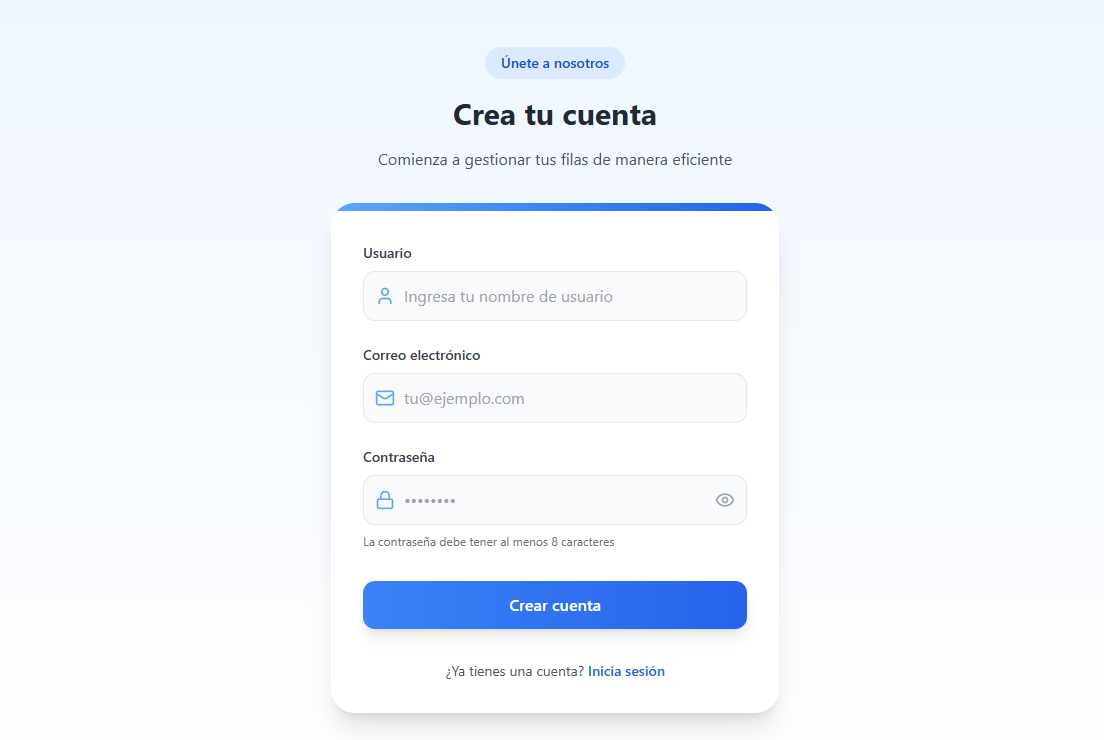 Únete a nosotros
Crea tu cuenta
Comienza a gestionar tus filas de manera eficiente
Usuario
Ingresa tu nombre de usuario
Correo electrónico
tu@ejemplo.com
Contraseña
••••••••
La contraseña debe tener al menos 8 caracteres
Crear cuenta
¿Ya tienes una cuenta? Inicia sesión